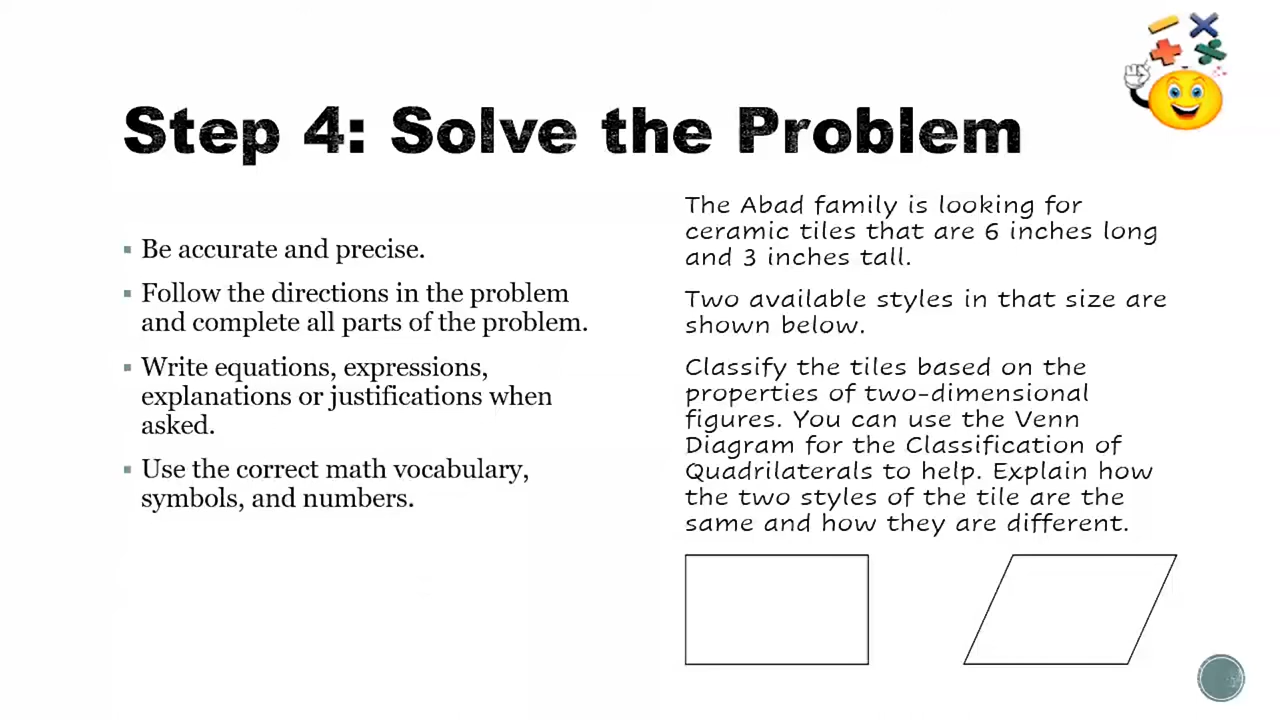 Step 4: Solve the Problem
▪ Be accurate and precise.
▪ Follow the directions in the problem
and complete all parts of the problem.
▪ Write equations, expressions,
explanations or justifications when
asked.
▪ Use the correct math vocabulary,
symbols, and numbers.
The Abad family is looking for
ceramic tiles that are 6 inches long
and 3 inches tall.
Two available styles in that size are
shown below.
Classify the tiles based on the
properties of two-dimensional
figures. You can use the Venn
Diagram for the Classification of
Quadrilaterals to help. Explain how
the two styles of the tile are the
same and how they are different.